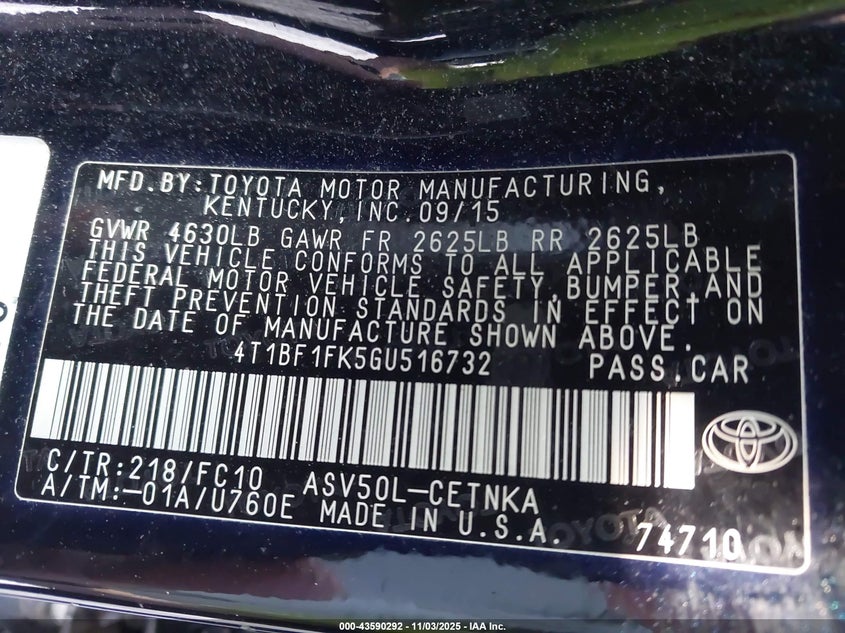 MFD.BY:TOYOTA MOTOR MANUFACTURING,
KENTUCKY,INC.09/15
GVWR 4630LB GAWR FR 2625LB RR 2625LB
THIS VEHICLE CONFORMS TO ALL APPLICABLE
FEDERAL MOTOR VEHICLE SAFETY,BUMPER,AND
THEFT PREVENTION STANDARDS IN EFFECT ON
THE DATE OF MANUFACTURE SHOWN ABOVE.
4T1BF1FK5GU516732 PASS.CAR
C/TR:218/FC10 ASV50L-CETNKA
A/TM:-01A/U760E MADE IN U.S.A. 74710
TOYOTA
000-43590292 - 11/03/2025 - IAA Inc.